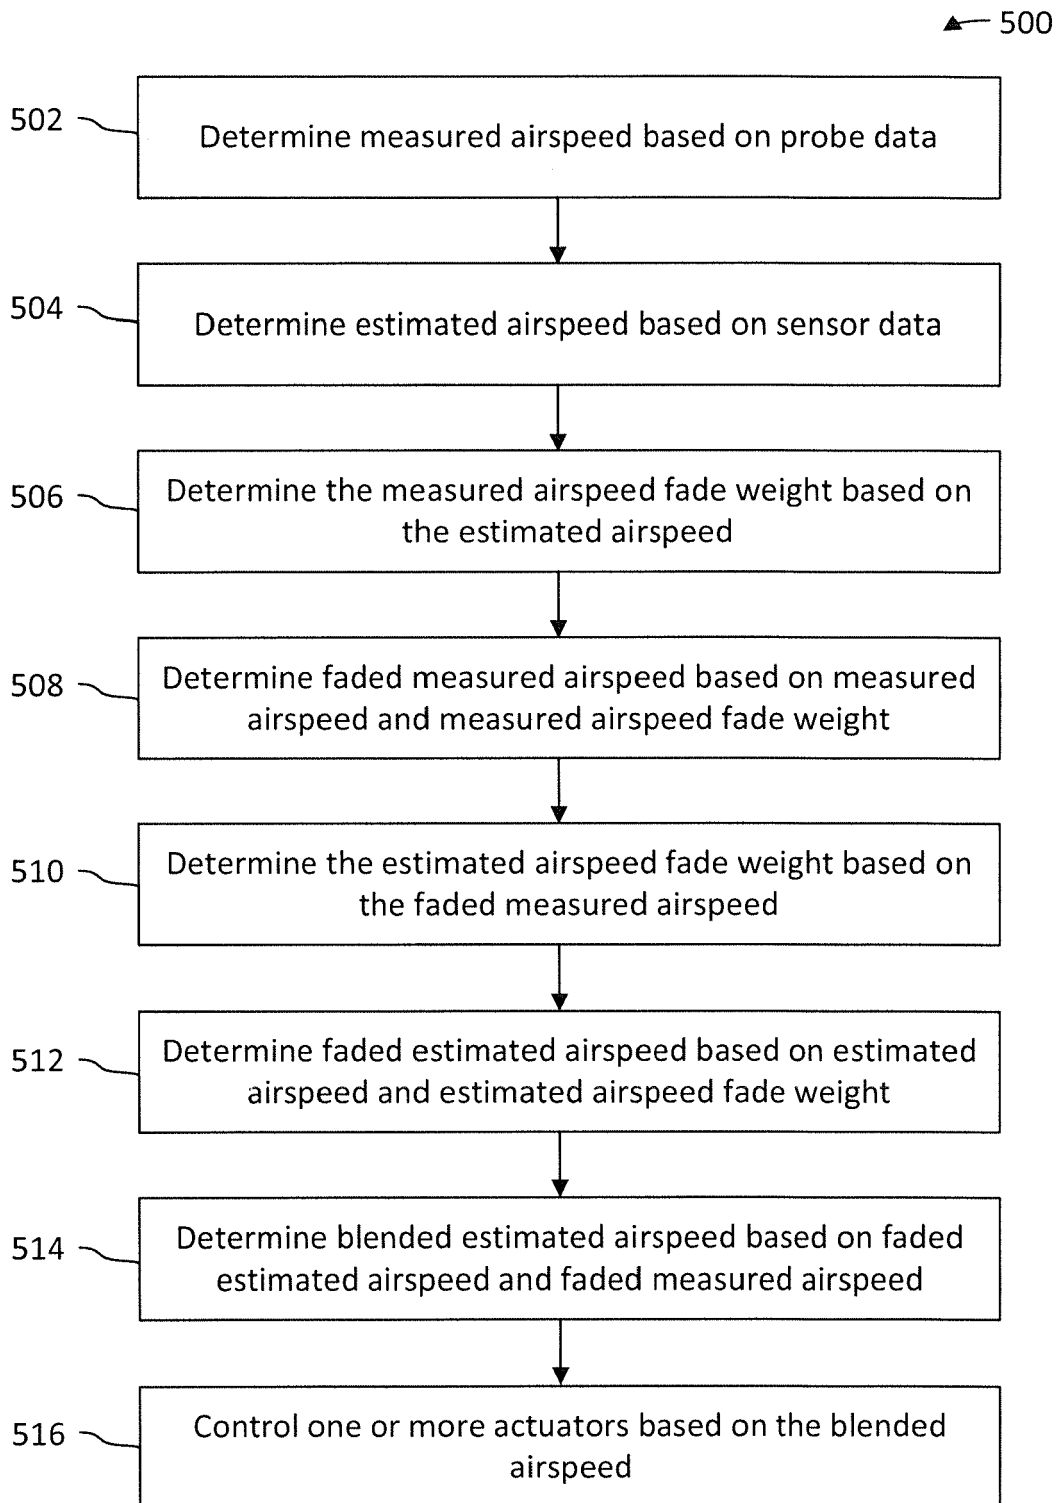 500
502
Determine measured airspeed based on probe data
504
Determine estimated airspeed based on sensor data
506
Determine the measured airspeed fade weight based on
the estimated airspeed
508
Determine faded measured airspeed based on measured
airspeed and measured airspeed fade weight
510
Determine the estimated airspeed fade weight based on
the faded measured airspeed
512
Determine faded estimated airspeed based on estimated
airspeed and estimated airspeed fade weight
514
Determine blended estimated airspeed based on faded
estimated airspeed and faded measured airspeed
516
Control one or more actuators based on the blended
airspeed